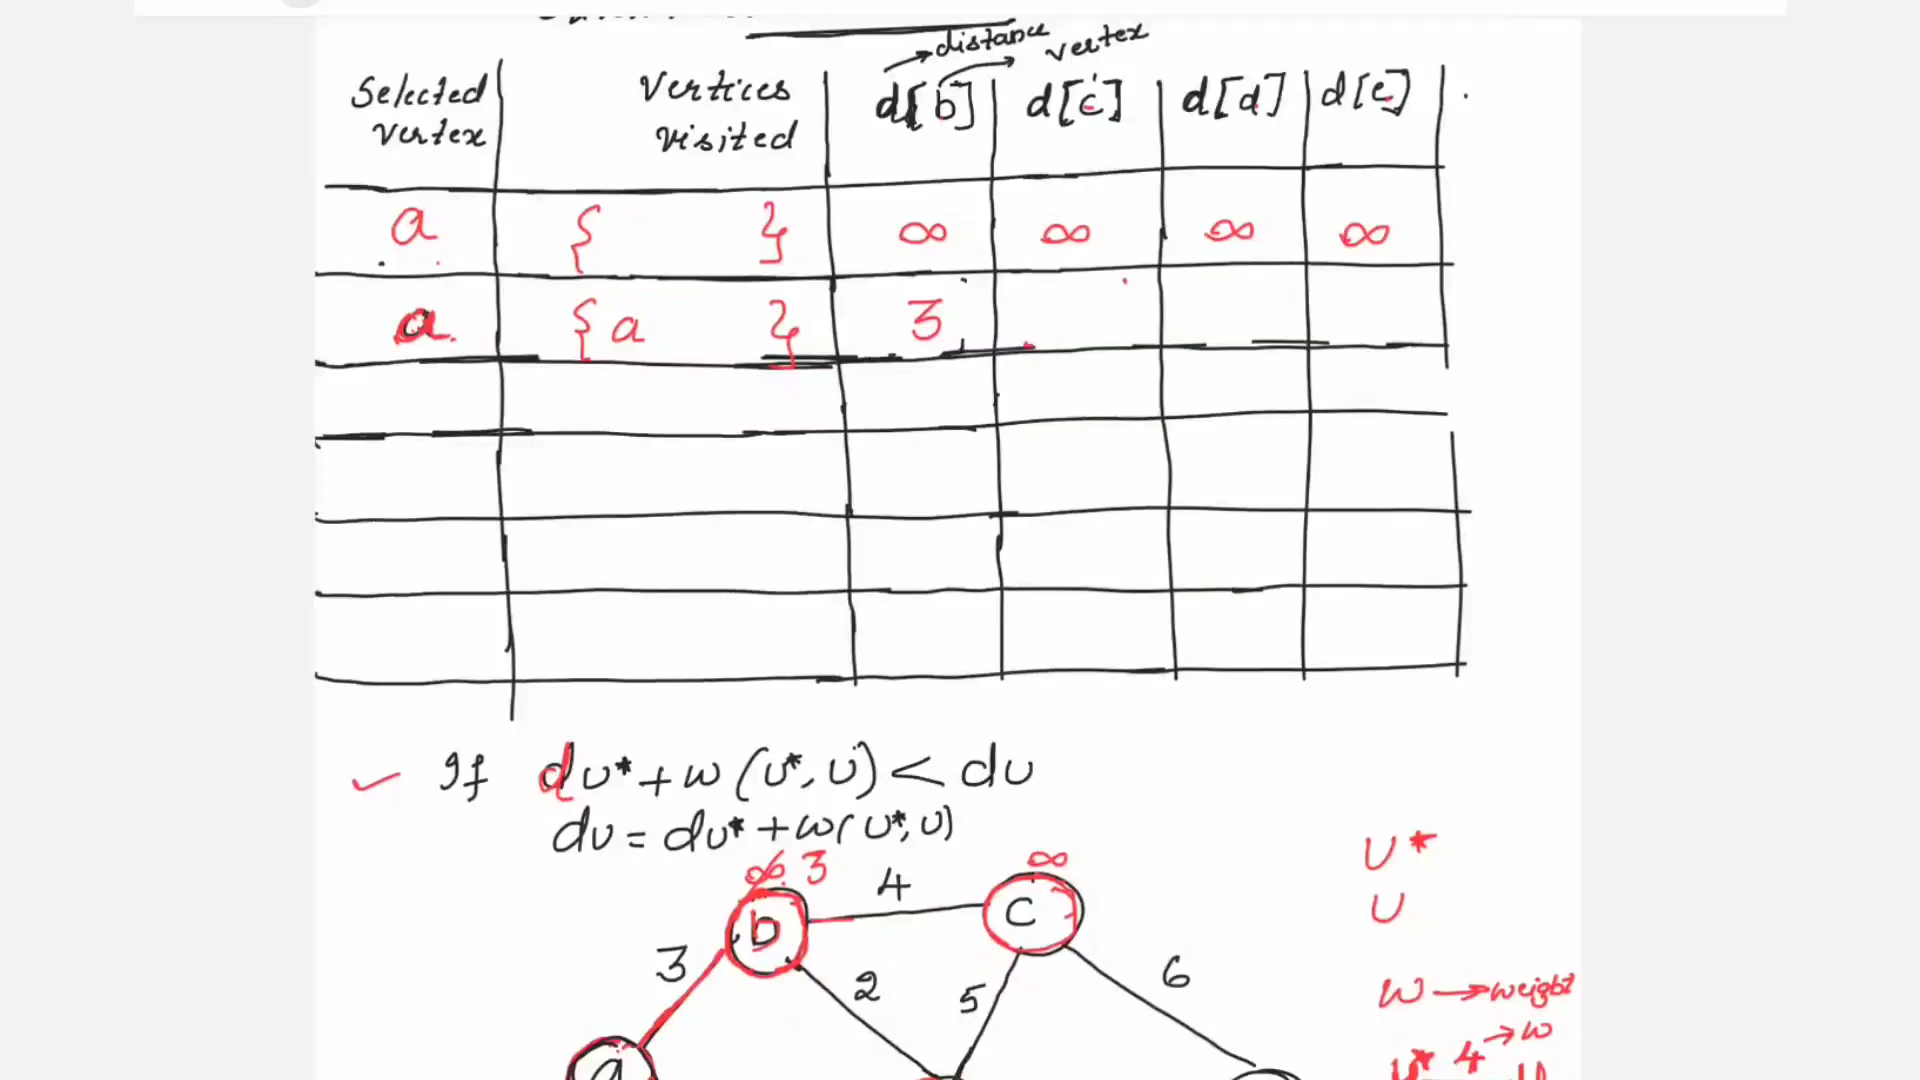 distance vertex
Selected vertex | Vertices visited | d[b] | d[c] | d[d] | d[e]
a | { } | ∞ | ∞ | ∞ | ∞
a | {a } | 3
If du* + w(u*, u) < du
du = du* + w(u*, u)
∞ 3 ∞
4
b c
3 2 5 6
a
u*
u
w → weight
→ w
u* 4 u